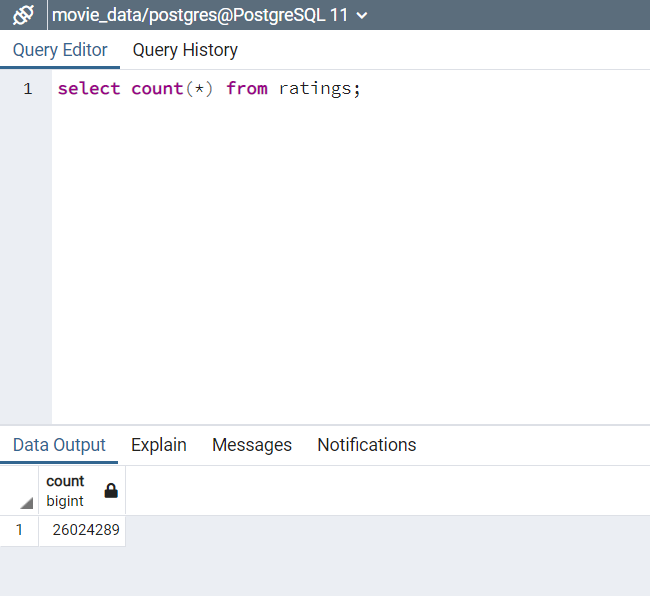 movie_data/postgres@PostgreSQL 11
Query Editor Query History
1 select count(*) from ratings;
Data Output Explain Messages Notifications
count
bigint
1 26024289